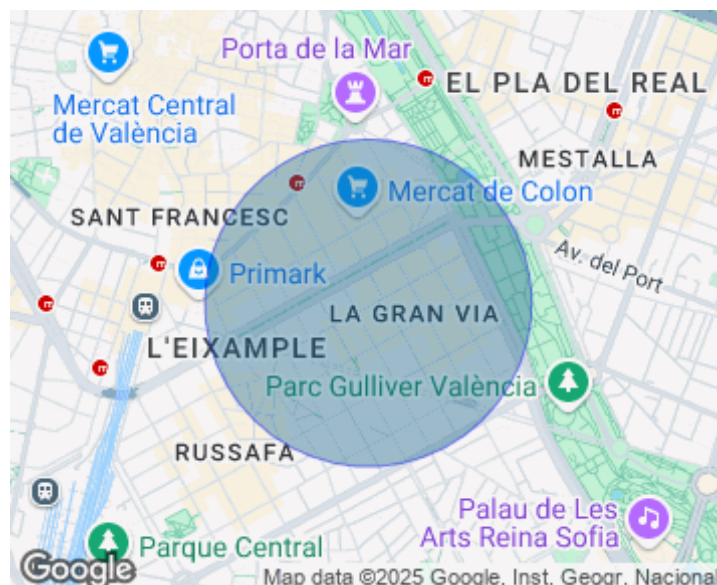 Porta de la Mar
EL PLA DEL REAL
Mercat Central
de València
MESTALLA
Mercat de Colon
SANT FRANCESC
Av. del Port
Primark
LA GRAN VIA
L'EIXAMPLE
Parc Gulliver València
RUSSAFA
Palau de Les
Arts Reina Sofia
Parque Central
Google
Map data ©2025 Google, Inst. Geogr. Nacional